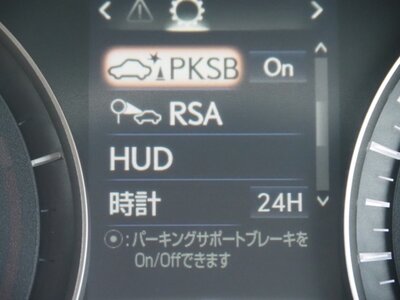 PKSB On
RSA
HUD
時計 24H
⦿:パーキングサポートブレーキを
On/Offできます